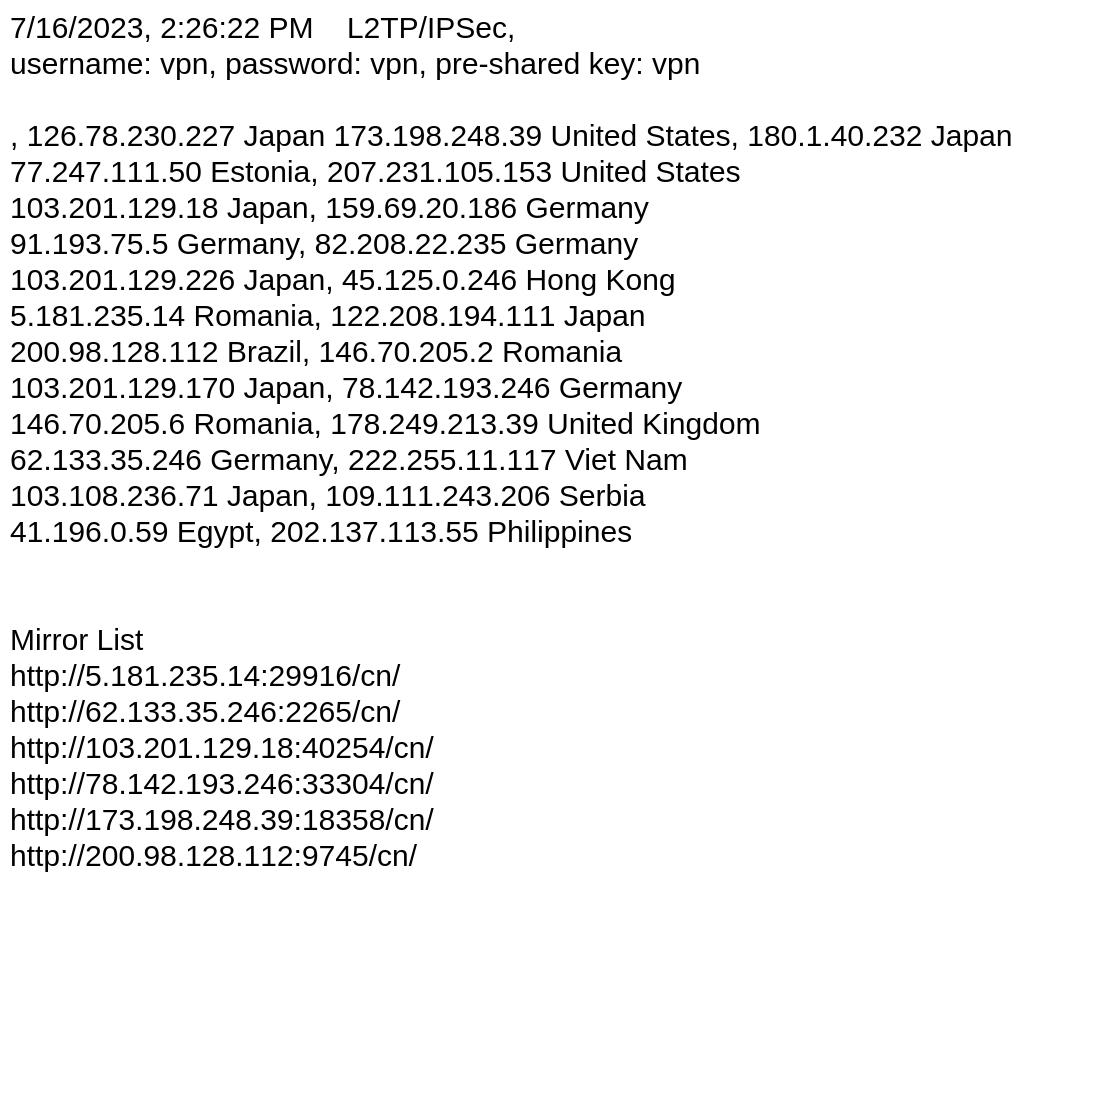 7/16/2023, 2:26:22 PM    L2TP/IPSec,
username: vpn, password: vpn, pre-shared key: vpn
, 126.78.230.227 Japan 173.198.248.39 United States, 180.1.40.232 Japan
77.247.111.50 Estonia, 207.231.105.153 United States
103.201.129.18 Japan, 159.69.20.186 Germany
91.193.75.5 Germany, 82.208.22.235 Germany
103.201.129.226 Japan, 45.125.0.246 Hong Kong
5.181.235.14 Romania, 122.208.194.111 Japan
200.98.128.112 Brazil, 146.70.205.2 Romania
103.201.129.170 Japan, 78.142.193.246 Germany
146.70.205.6 Romania, 178.249.213.39 United Kingdom
62.133.35.246 Germany, 222.255.11.117 Viet Nam
103.108.236.71 Japan, 109.111.243.206 Serbia
41.196.0.59 Egypt, 202.137.113.55 Philippines
Mirror List
http://5.181.235.14:29916/cn/
http://62.133.35.246:2265/cn/
http://103.201.129.18:40254/cn/
http://78.142.193.246:33304/cn/
http://173.198.248.39:18358/cn/
http://200.98.128.112:9745/cn/